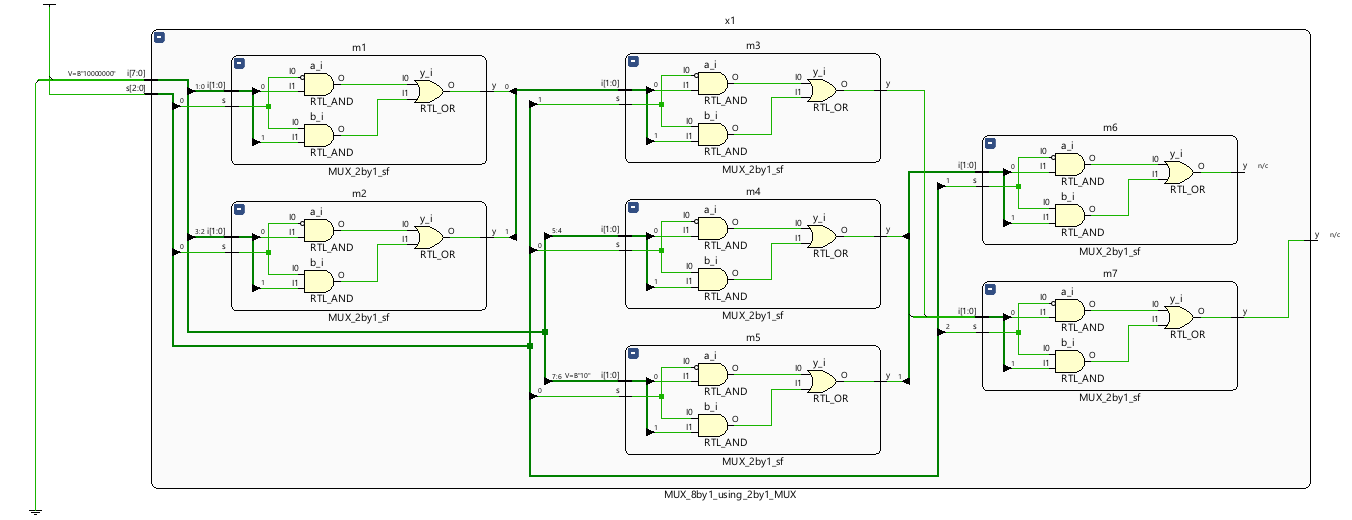 x1
V=B"10000000" i[7:0]
s[2:0]
m1
1:0 i[1:0]
0 s
0
1
I0 a_i O
I1
RTL_AND
I0 b_i O
I1
RTL_AND
I0 y_i O
I1
RTL_OR
y 0
MUX_2by1_sf
m2
3:2 i[1:0]
0 s
0
1
I0 a_i O
I1
RTL_AND
I0 b_i O
I1
RTL_AND
I0 y_i O
I1
RTL_OR
y 1
MUX_2by1_sf
m3
i[1:0]
1 s
0
1
I0 a_i O
I1
RTL_AND
I0 b_i O
I1
RTL_AND
I0 y_i O
I1
RTL_OR
y
MUX_2by1_sf
m4
5:4 i[1:0]
0 s
0
1
I0 a_i O
I1
RTL_AND
I0 b_i O
I1
RTL_AND
I0 y_i O
I1
RTL_OR
y
MUX_2by1_sf
m5
7:6 V=B"10" i[1:0]
0 s
0
1
I0 a_i O
I1
RTL_AND
I0 b_i O
I1
RTL_AND
I0 y_i O
I1
RTL_OR
y 1
MUX_2by1_sf
m6
i[1:0]
1 s
0
1
I0 a_i O
I1
RTL_AND
I0 b_i O
I1
RTL_AND
I0 y_i O
I1
RTL_OR
y n/c
MUX_2by1_sf
m7
i[1:0]
2 s
0
1
I0 a_i O
I1
RTL_AND
I0 b_i O
I1
RTL_AND
I0 y_i O
I1
RTL_OR
y
MUX_2by1_sf
y n/c
MUX_8by1_using_2by1_MUX